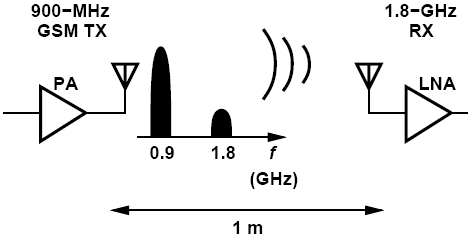 900−MHz
GSM TX
1.8−GHz
RX
PA
LNA
0.9
1.8
f
(GHz)
1 m